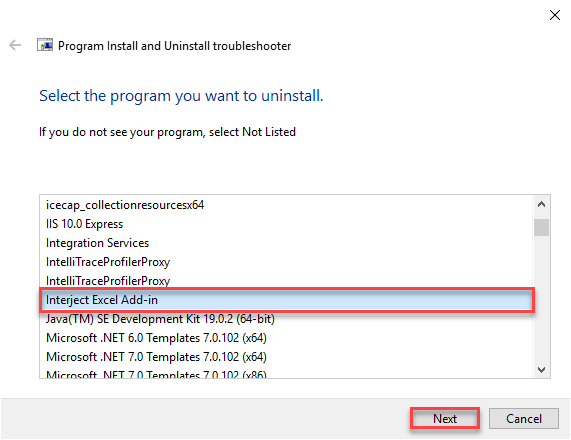 Program Install and Uninstall troubleshooter
Select the program you want to uninstall.
If you do not see your program, select Not Listed
icecap_collectionresourcesx64
IIS 10.0 Express
Integration Services
IntelliTraceProfilerProxy
IntelliTraceProfilerProxy
Interject Excel Add-in
Java(TM) SE Development Kit 19.0.2 (64-bit)
Microsoft .NET 6.0 Templates 7.0.102 (x64)
Microsoft .NET 7.0 Templates 7.0.102 (x64)
Microsoft .NET 7.0 Templates 7.0.102 (x86)
Next
Cancel